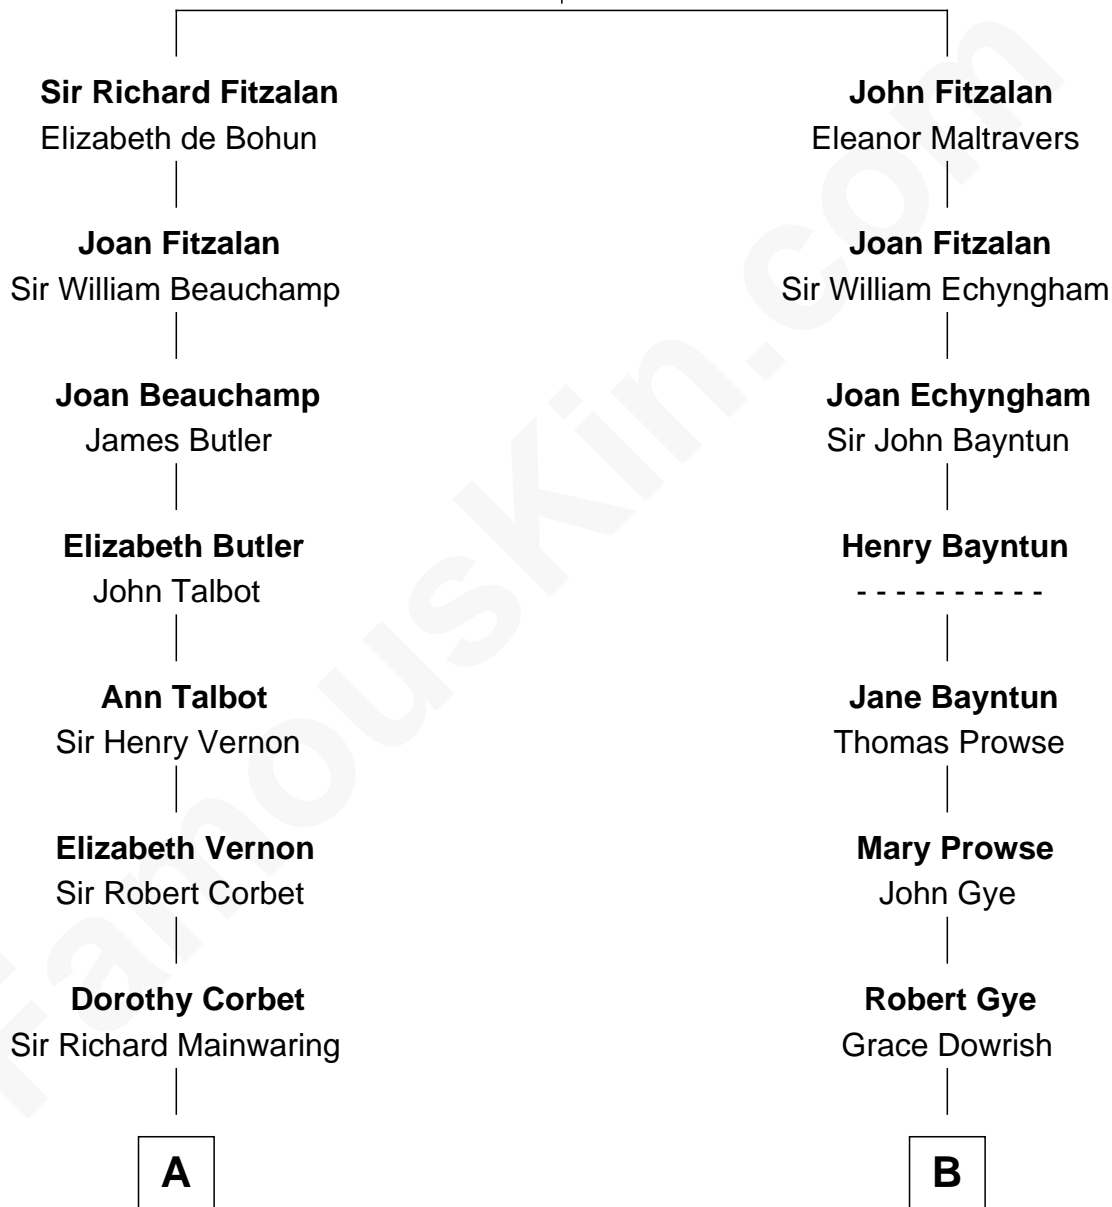 Sir Richard Fitzalan
Elizabeth de Bohun
Joan Fitzalan
Sir William Beauchamp
Joan Beauchamp
James Butler
Elizabeth Butler
John Talbot
Ann Talbot
Sir Henry Vernon
Elizabeth Vernon
Sir Robert Corbet
Dorothy Corbet
Sir Richard Mainwaring
A
John Fitzalan
Eleanor Maltravers
Joan Fitzalan
Sir William Echyngham
Joan Echyngham
Sir John Bayntun
Henry Bayntun
- - - - - - - - - -
Jane Bayntun
Thomas Prowse
Mary Prowse
John Gye
Robert Gye
Grace Dowrish
B
FamousKin.com